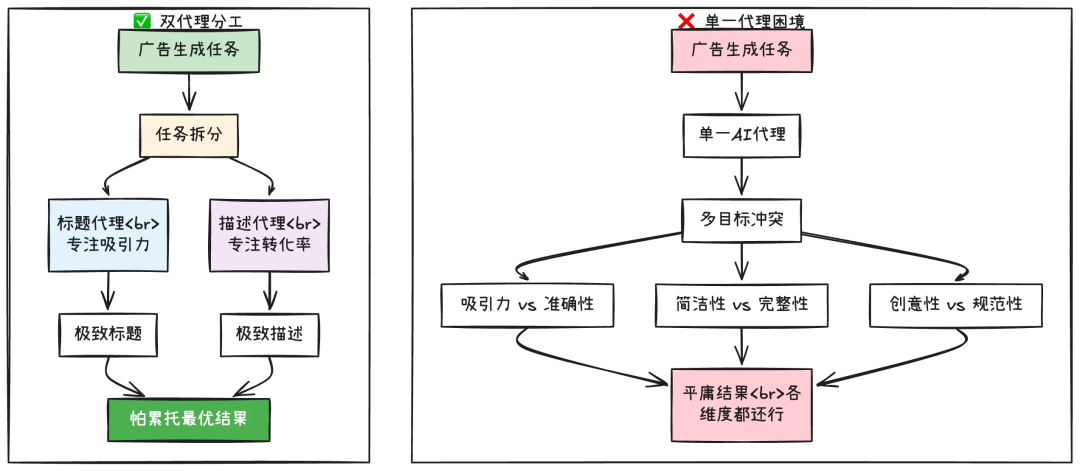 ✅ 双代理分工
广告生成任务
任务拆分
标题代理<br>
专注吸引力
描述代理<br>
专注转化率
极致标题
极致描述
帕累托最优结果
❌ 单一代理困境
广告生成任务
单一AI代理
多目标冲突
吸引力 vs 准确性
简洁性 vs 完整性
创意性 vs 规范性
平庸结果<br>各
维度都还行